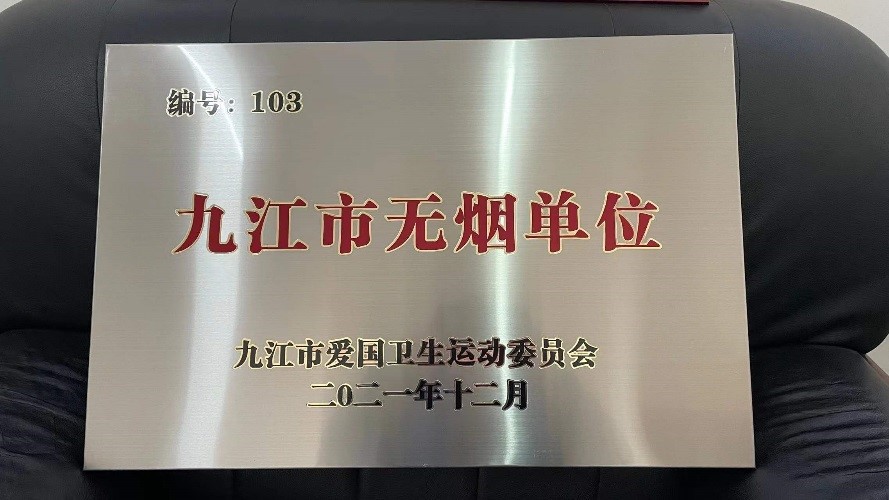 编号：103
九江市无烟单位
九江市爱国卫生运动委员会
二0二一年十二月